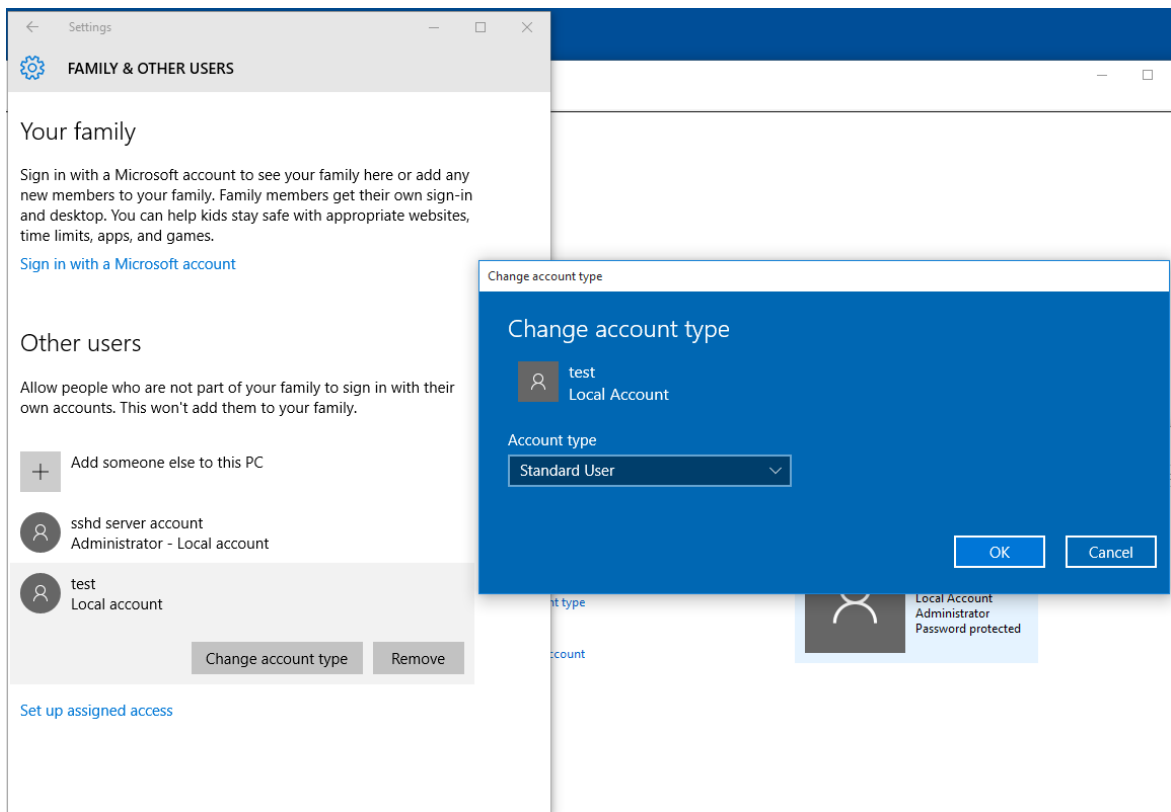 Settings
FAMILY & OTHER USERS
Your family
Sign in with a Microsoft account to see your family here or add any
new members to your family. Family members get their own sign-in
and desktop. You can help kids stay safe with appropriate websites,
time limits, apps, and games.
Sign in with a Microsoft account
Other users
Allow people who are not part of your family to sign in with their
own accounts. This won't add them to your family.
Add someone else to this PC
sshd server account
Administrator - Local account
test
Local account
Change account type
Remove
Set up assigned access
Change account type
Change account type
test
Local Account
Account type
Standard User
OK
Cancel
type
Local Account
Administrator
Password protected